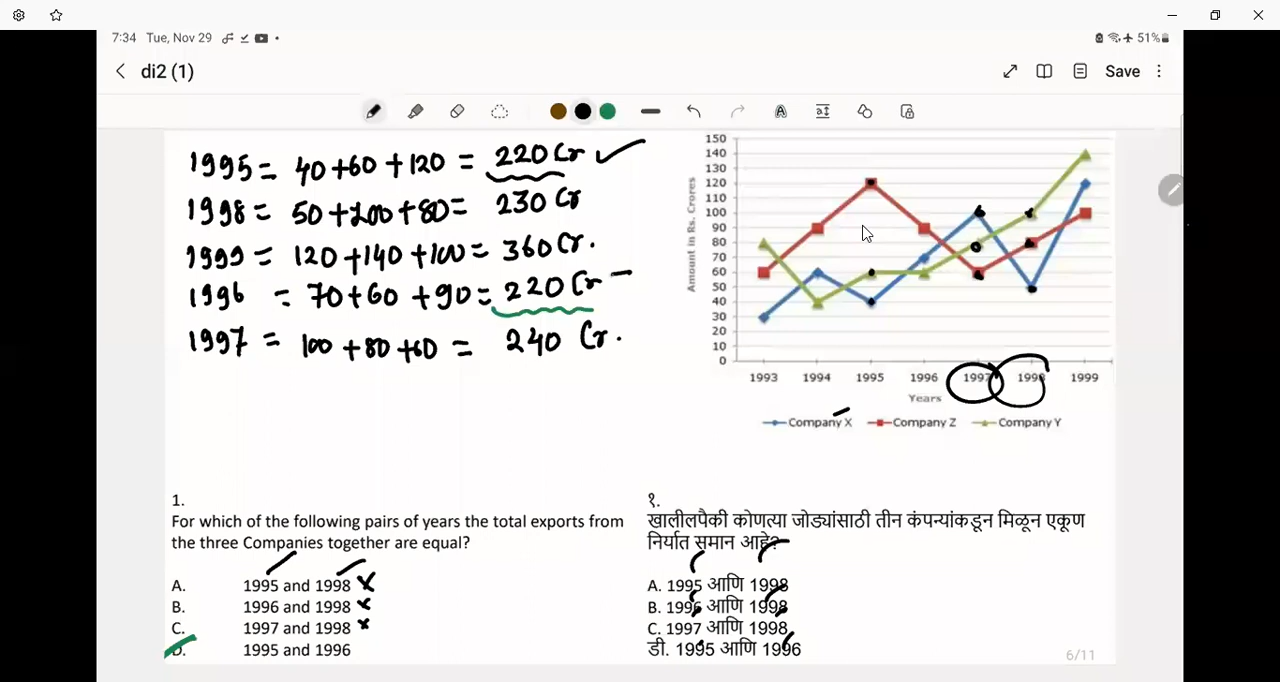 7:34 Tue, Nov 29 51%
di2 (1) Save
1995 = 40+60+120 = 220 Cr
1998 = 50+200+80= 230 Cr
1999 = 120+140+100= 360 Cr.
1996 = 70+60+90= 220 Cr
1997 = 100+80+60 = 240 Cr.
150
140
130
120
110
100
90
80
70
60
50
40
30
20
10
0
Amount in Rs. Crores
1993 1994 1995 1996 1997 1998 1999
Years
Company X Company Z Company Y
1.
For which of the following pairs of years the total exports from
the three Companies together are equal?
A. 1995 and 1998
B. 1996 and 1998
C. 1997 and 1998
D. 1995 and 1996
१.
खालीलपैकी कोणत्या जोड्यांसाठी तीन कंपन्यांकडून मिळून एकूण
निर्यात समान आहे?
A. 1995 आणि 1998
B. 1996 आणि 1998
C. 1997 आणि 1998
डी. 1995 आणि 1996
6/11